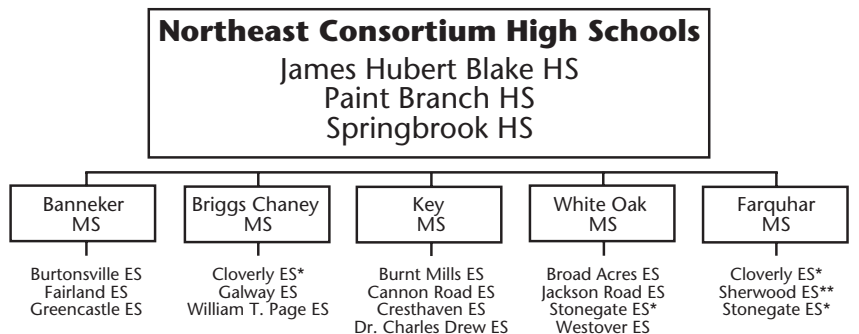 Northeast Consortium High Schools
James Hubert Blake HS
Paint Branch HS
Springbrook HS
Banneker
MS
Briggs Chaney
MS
Key
MS
White Oak
MS
Farquhar
MS
Burtonsville ES
Fairland ES
Greencastle ES
Cloverly ES*
Galway ES
William T. Page ES
Burnt Mills ES
Cannon Road ES
Cresthaven ES
Dr. Charles Drew ES
Broad Acres ES
Jackson Road ES
Stonegate ES*
Westover ES
Cloverly ES*
Sherwood ES**
Stonegate ES*